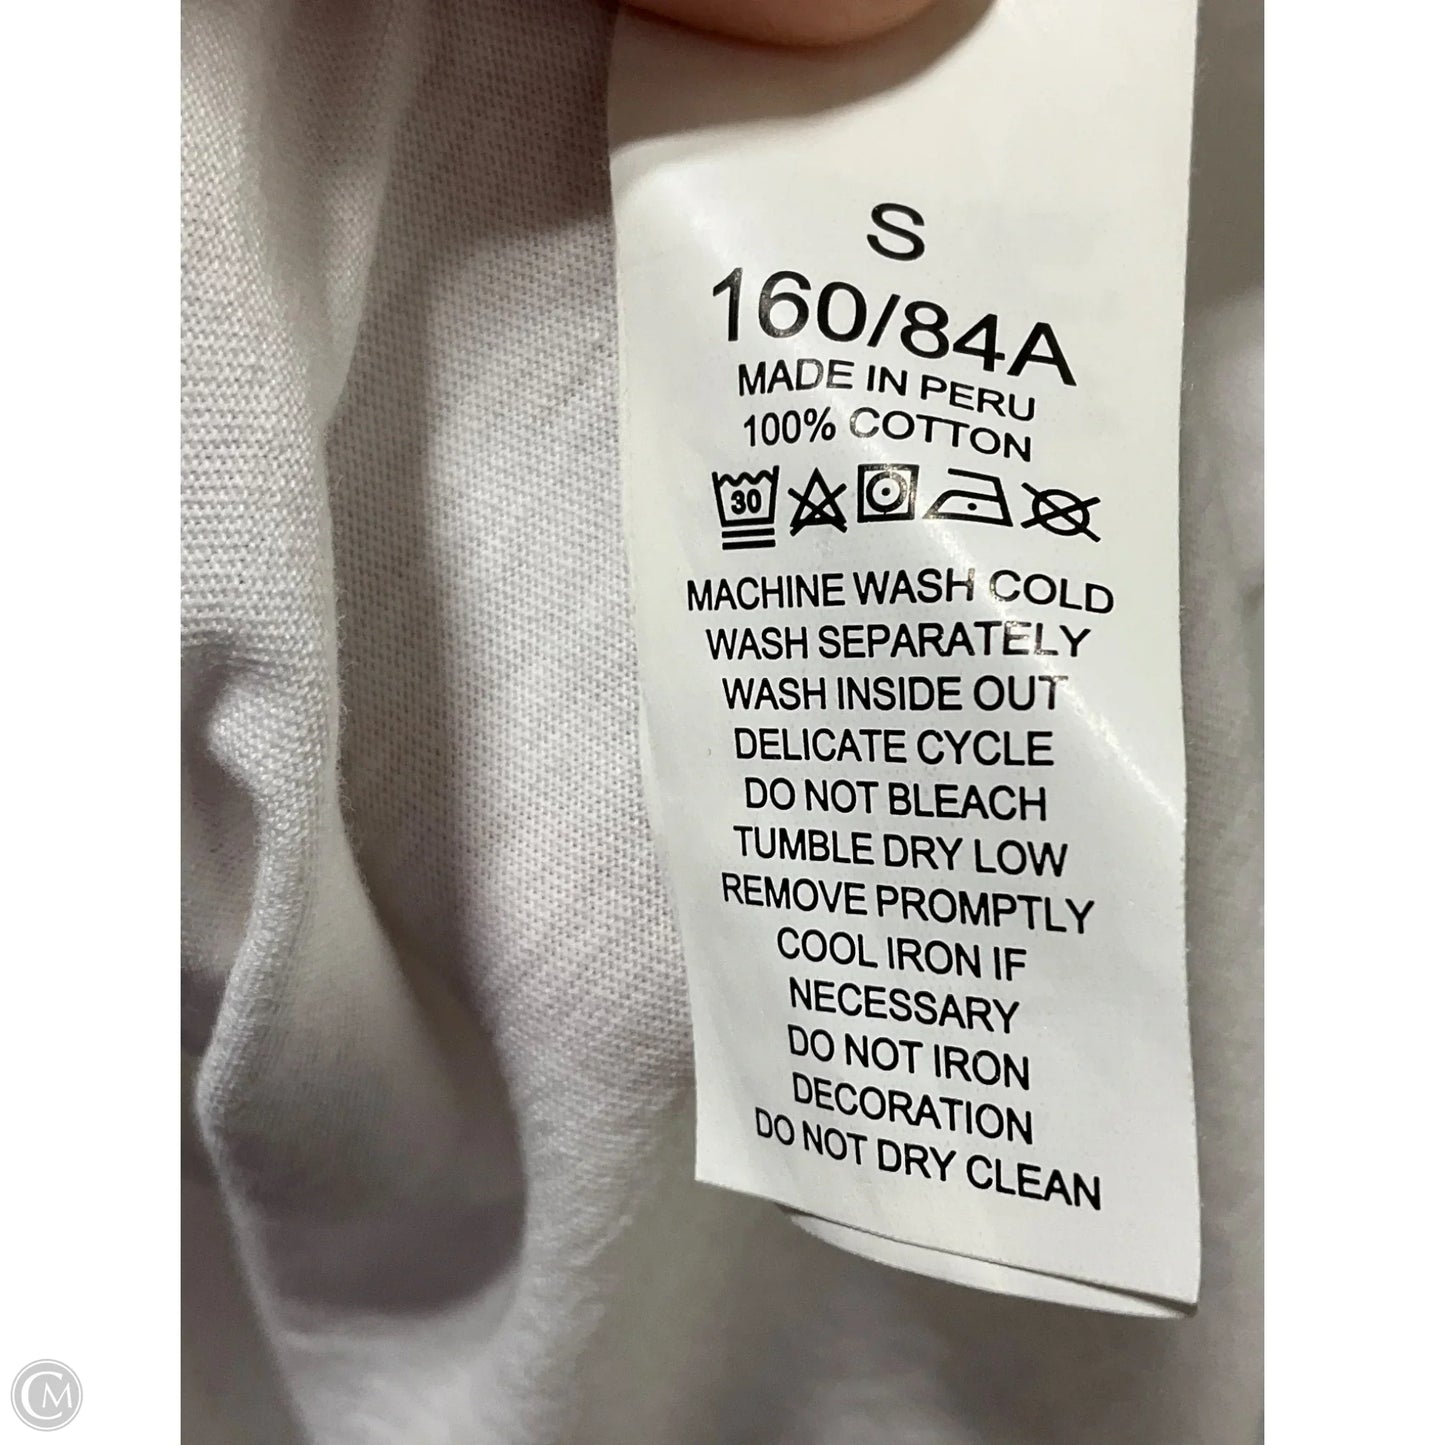 S
160/84A
MADE IN PERU
100% COTTON
30
MACHINE WASH COLD
WASH SEPARATELY
WASH INSIDE OUT
DELICATE CYCLE
DO NOT BLEACH
TUMBLE DRY LOW
REMOVE PROMPTLY
COOL IRON IF
NECESSARY
DO NOT IRON
DECORATION
DO NOT DRY CLEAN
CM